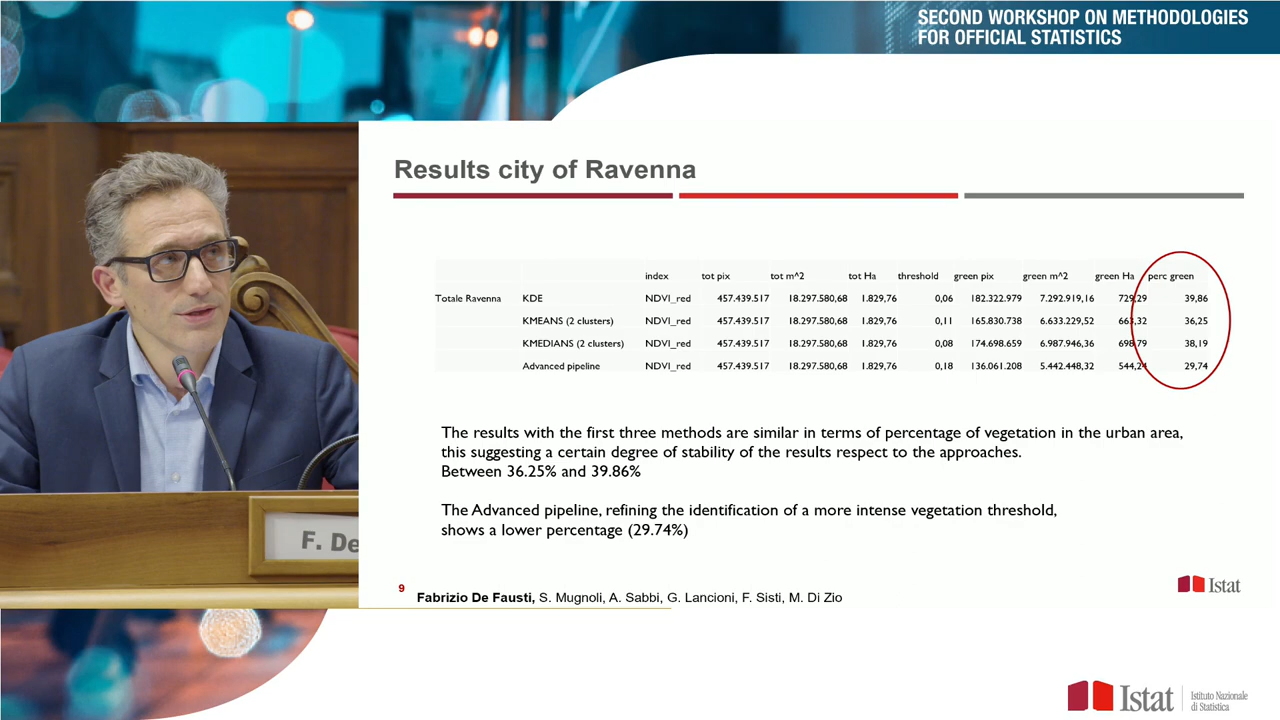 SECOND WORKSHOP ON METHODOLOGIES
FOR OFFICIAL STATISTICS
Results city of Ravenna
index tot pix tot m^2 tot Ha threshold green pix green m^2 green Ha perc green
Totale Ravenna KDE NDVI_red 457.439.517 18.297.580,68 1.829,76 0,06 182.322.979 7.292.919,16 729,29 39,86
KMEANS (2 clusters) NDVI_red 457.439.517 18.297.580,68 1.829,76 0,11 165.830.738 6.633.229,52 663,32 36,25
KMEDIANS (2 clusters) NDVI_red 457.439.517 18.297.580,68 1.829,76 0,08 174.698.659 6.987.946,36 698,79 38,19
Advanced pipeline NDVI_red 457.439.517 18.297.580,68 1.829,76 0,18 136.061.208 5.442.448,32 544,24 29,74
The results with the first three methods are similar in terms of percentage of vegetation in the urban area,
this suggesting a certain degree of stability of the results respect to the approaches.
Between 36.25% and 39.86%
The Advanced pipeline, refining the identification of a more intense vegetation threshold,
shows a lower percentage (29.74%)
F. De
9 Fabrizio De Fausti, S. Mugnoli, A. Sabbi, G. Lancioni, F. Sisti, M. Di Zio
Istat
Istat
Istituto Nazionale
di Statistica